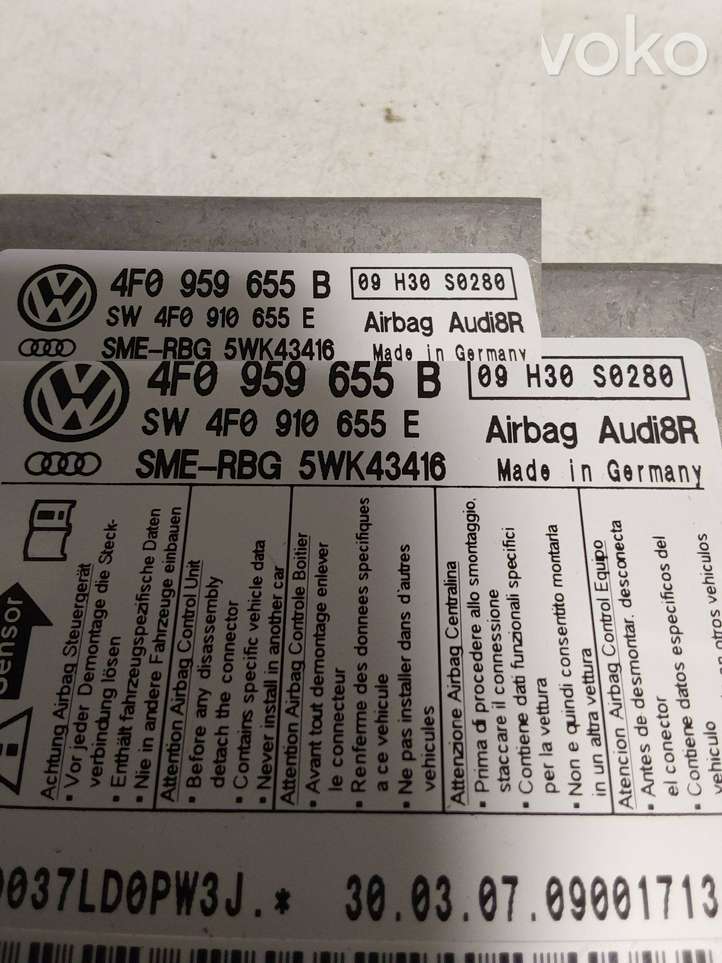 ovoko
4F0 959 655 B
09 H30 S0280
SW 4F0 910 655 E
Airbag Audi8R
SME-RBG 5WK43416
Made in Germany
4F0 959 655 B
09 H30 S0280
SW 4F0 910 655 E
Airbag Audi8R
SME-RBG 5WK43416
Made in Germany
Sensor
Achtung Airbag Steuergerät
• Vor jeder Demontage die Steck-
verbindung lösen
• Enthält fahrzeugspezifische Daten
• Nie in andere Fahrzeuge einbauen
Attention Airbag Control Unit
• Before any disassembly
detach the connector
• Contains specific vehicle data
• Never install in another car
Attention Airbag Controle Boitier
• Avant tout demontage enlever
le connecteur
• Renferme des donnees specifiques
a ce vehicule
• Ne pas installer dans d'autres
vehicules
Attenzione Airbag Centralina
• Prima di procedere allo smontaggio,
staccare il connessione
• Contiene dati funzionali specifici
per la vettura
• Non e quindi consentito montarla
in un altra vettura
Atencion Airbag Control Equipo
• Antes de desmontar. desconecta
el conector
• Contiene datos especificos del
vehiculo
en otros vehiculos
037LD0PW3J.*
30.03.07.09001713